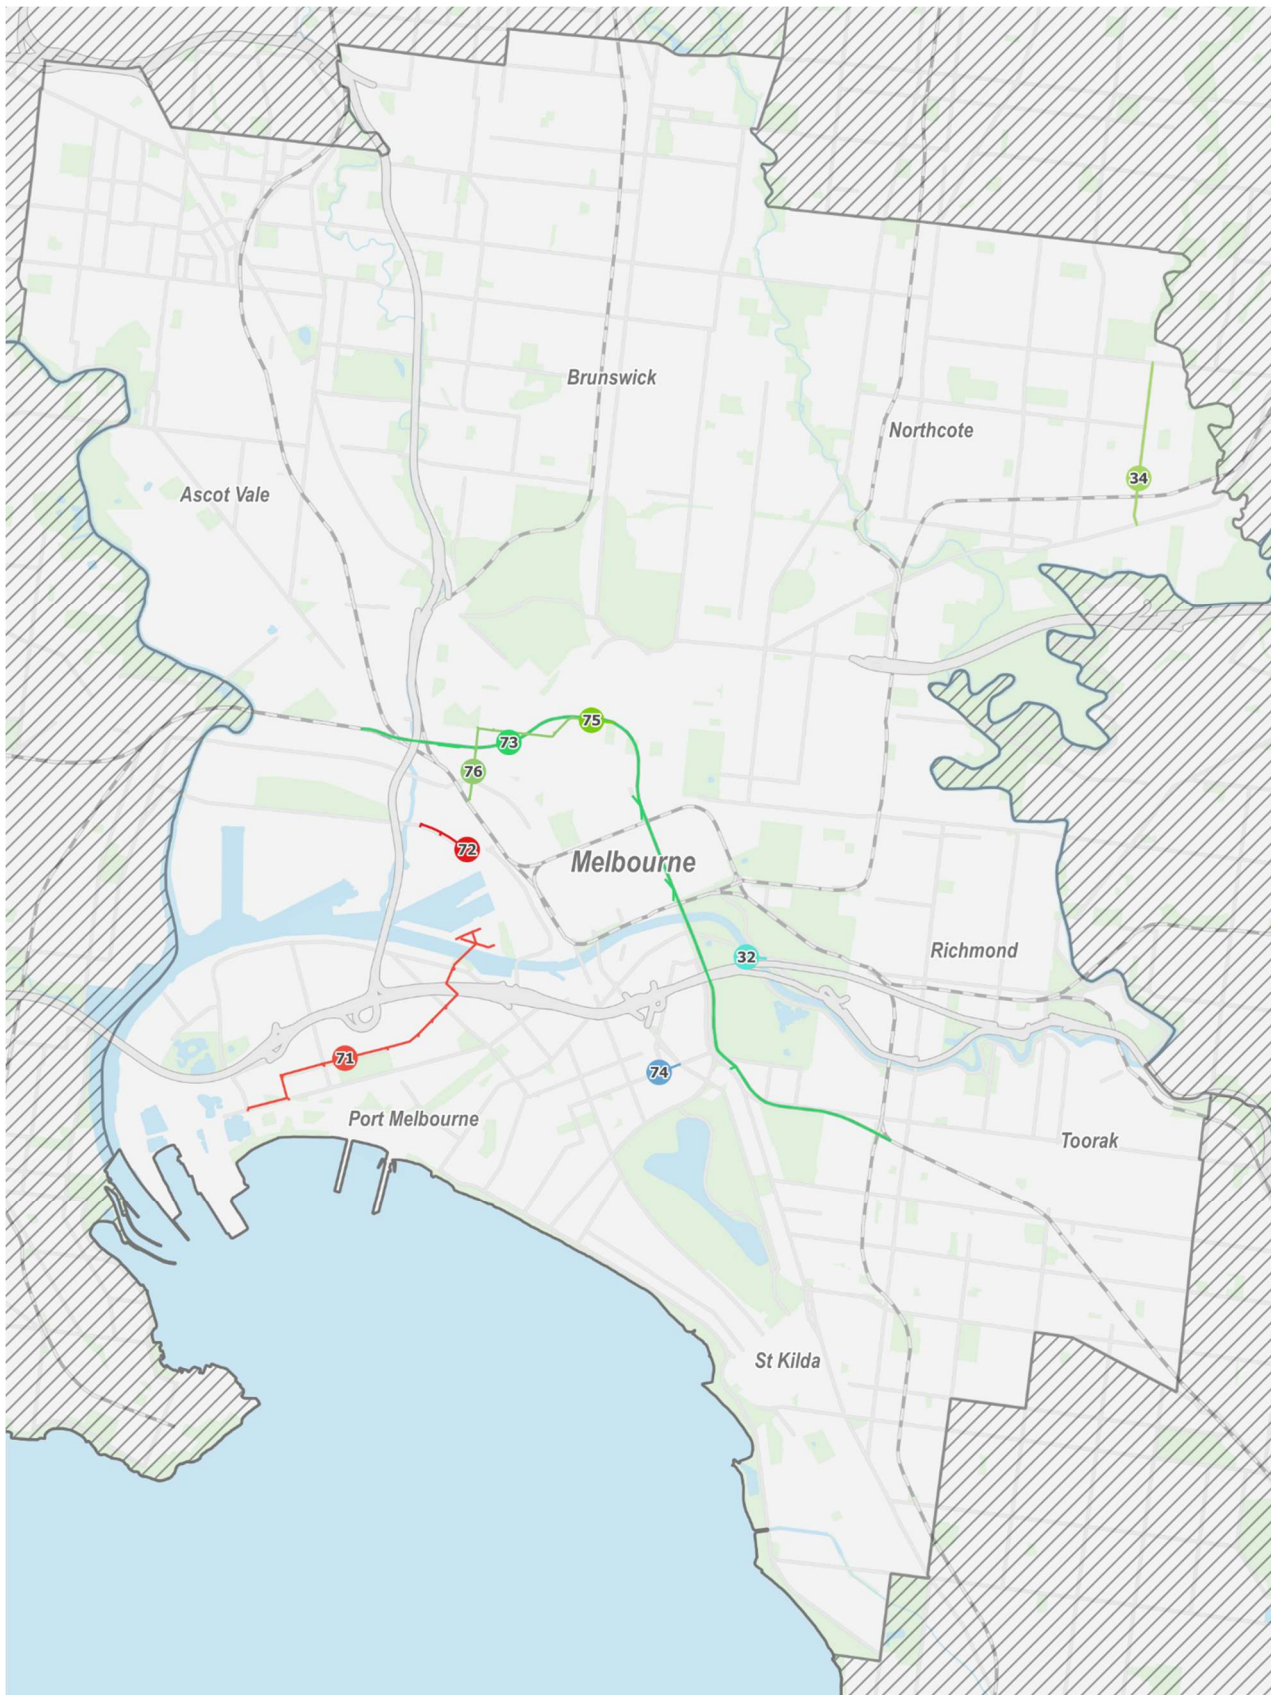 Brunswick
Northcote
34
Ascot Vale
75
73
76
72
Melbourne
32
Richmond
71
74
Port Melbourne
Toorak
St Kilda